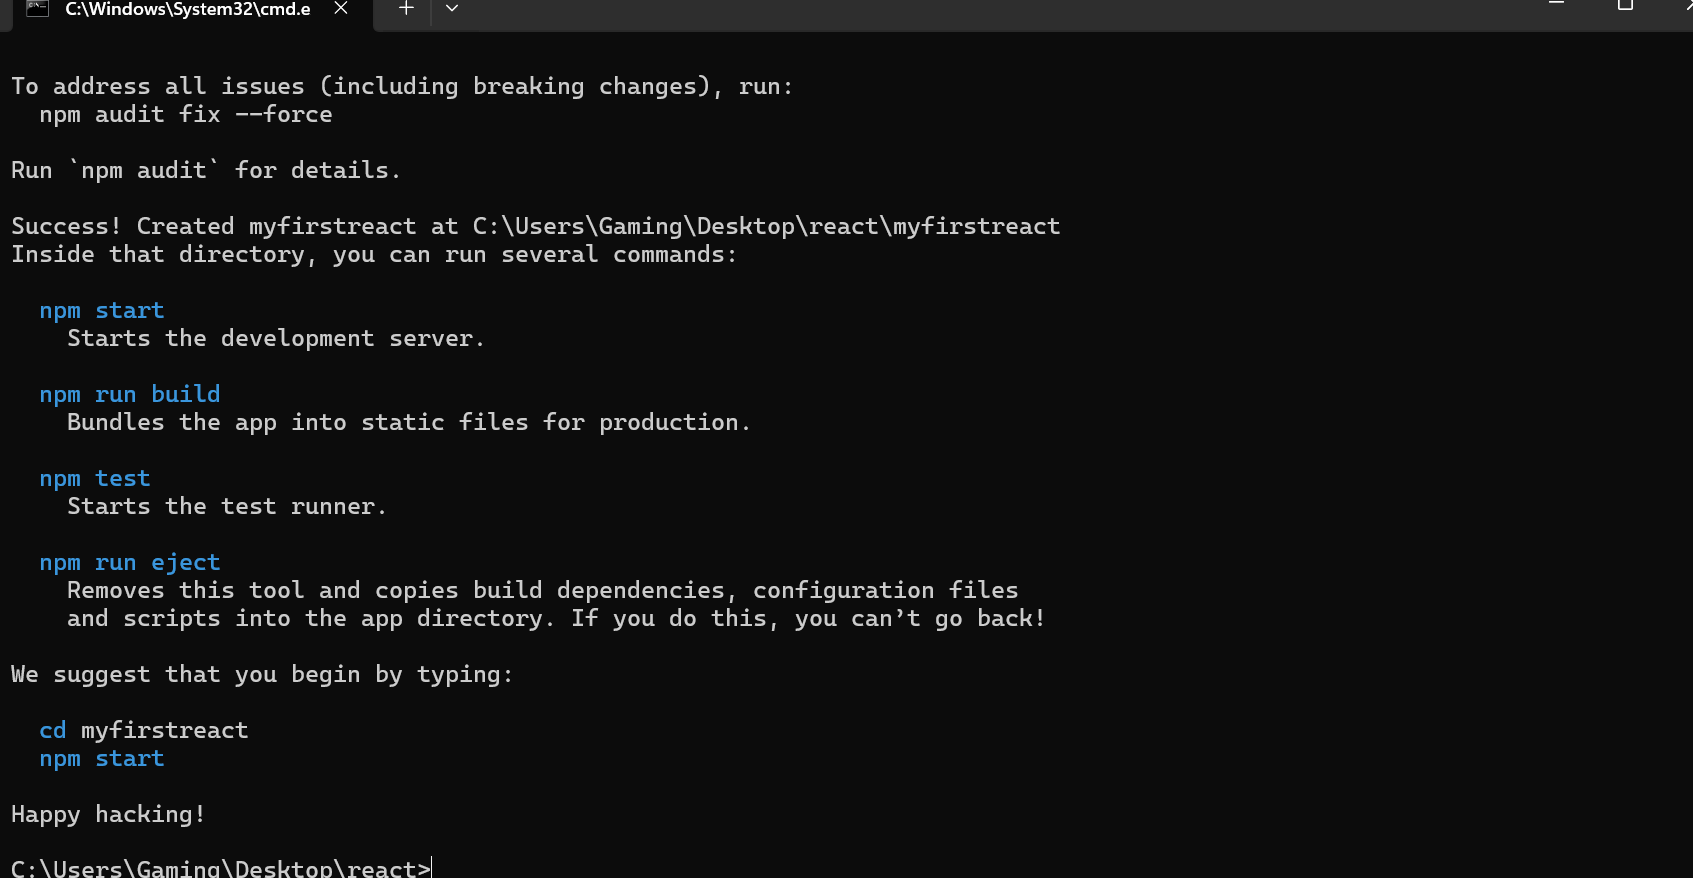 C:\Windows\System32\cmd.e
To address all issues (including breaking changes), run:
npm audit fix --force
Run `npm audit` for details.
Success! Created myfirstreact at C:\Users\Gaming\Desktop\react\myfirstreact
Inside that directory, you can run several commands:
npm start
Starts the development server.
npm run build
Bundles the app into static files for production.
npm test
Starts the test runner.
npm run eject
Removes this tool and copies build dependencies, configuration files
and scripts into the app directory. If you do this, you can’t go back!
We suggest that you begin by typing:
cd myfirstreact
npm start
Happy hacking!
C:\Users\Gaming\Desktop\react>